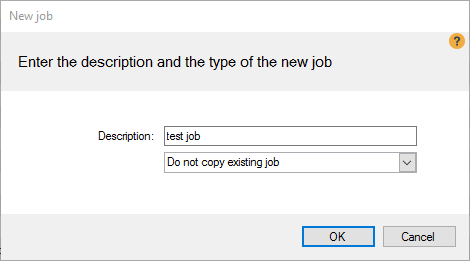 New job
?
Enter the description and the type of the new job
Description: test job
Do not copy existing job
OK Cancel